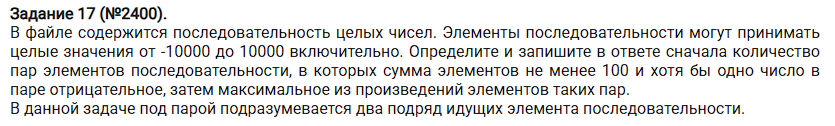 Задание 17 (№2400).
В файле содержится последовательность целых чисел. Элементы последовательности могут принимать
целые значения от -10000 до 10000 включительно. Определите и запишите в ответе сначала количество
пар элементов последовательности, в которых сумма элементов не менее 100 и хотя бы одно число в
паре отрицательное, затем максимальное из произведений элементов таких пар.
В данной задаче под парой подразумевается два подряд идущих элемента последовательности.